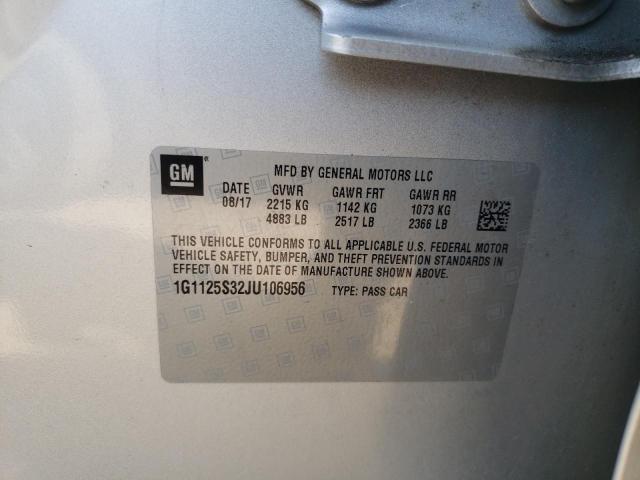 GM
MFD BY GENERAL MOTORS LLC
DATE GVWR GAWR FRT GAWR RR
08/17 2215 KG 1142 KG 1073 KG
4883 LB 2517 LB 2366 LB
THIS VEHICLE CONFORMS TO ALL APPLICABLE U.S. FEDERAL MOTOR
VEHICLE SAFETY, BUMPER, AND THEFT PREVENTION STANDARDS IN
EFFECT ON THE DATE OF MANUFACTURE SHOWN ABOVE.
1G1125S32JU106956 TYPE: PASS CAR